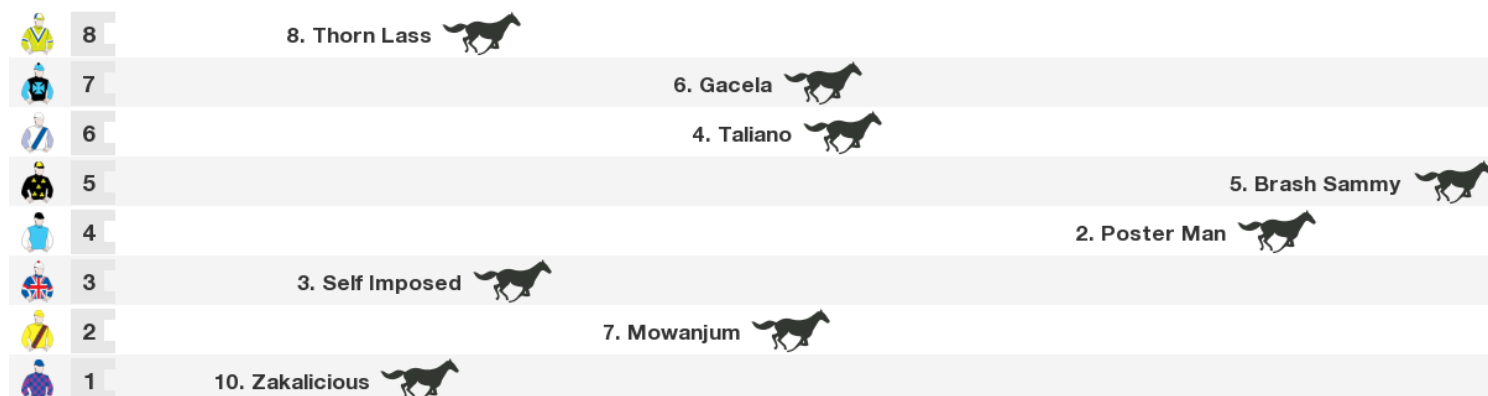 8 8. Thorn Lass
7 6. Gacela
6 4. Taliano
5 5. Brash Sammy
4 2. Poster Man
3 3. Self Imposed
2 7. Mowanjum
1 10. Zakalicious